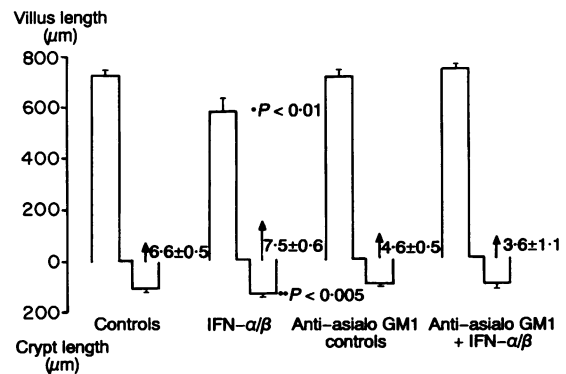 Villus length
(µm)
800
600
400
200
0
200
•P < 0·01
6·6±0·5
7·5±0·6
4·6±0·5
3·6±1·1
••P < 0·005
Controls
IFN–α/β
Anti–asialo GM1
controls
Anti–asialo GM1
+ IFN–α/β
Crypt length
(µm)